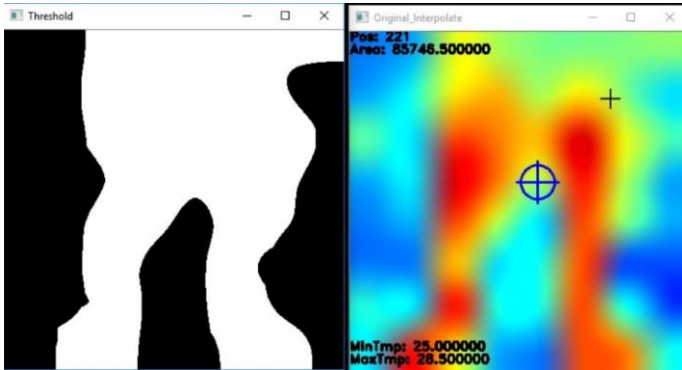 Threshold
Original_Interpolate
Pos: 221
Area: 85746.500000
MinTmp: 25.000000
MaxTmp: 28.500000